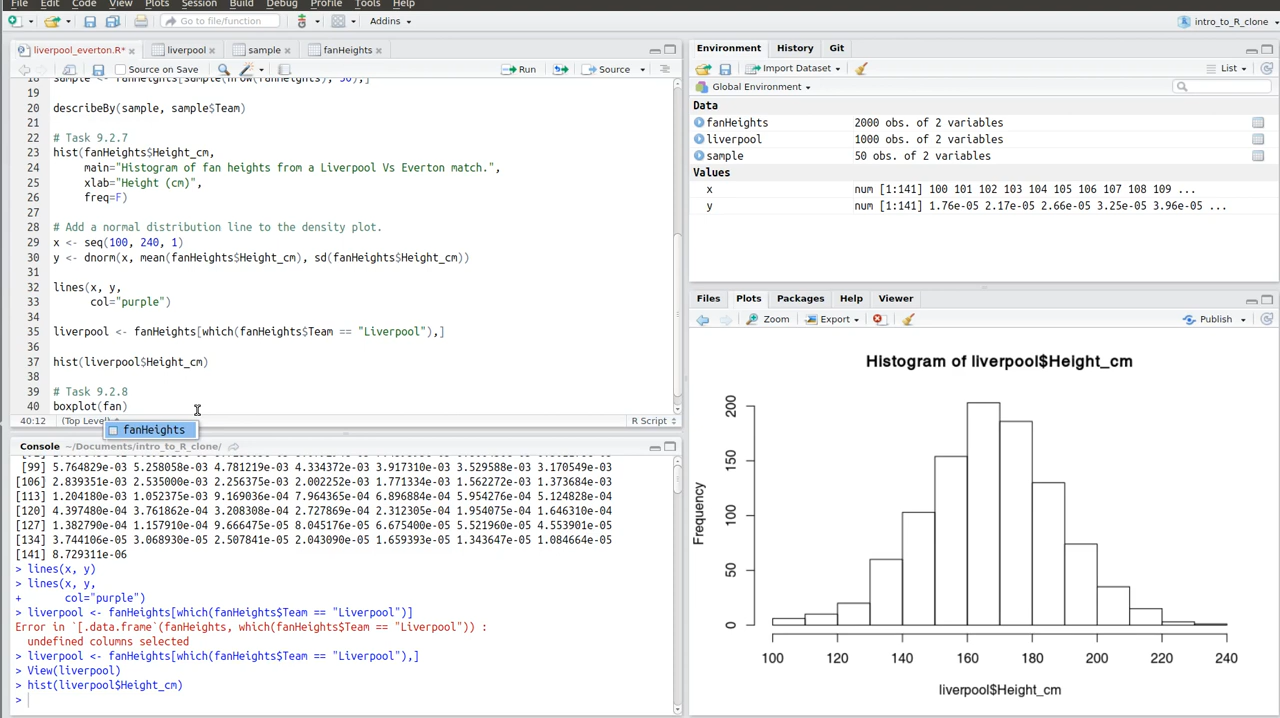 File Edit Code View Plots Session Build Debug Profile Tools Help
Go to file/function Addins intro_to_R_clone
liverpool_everton.R* liverpool sample fanHeights
Source on Save Run Source
19
20 describeBy(sample, sample$Team)
21
22 # Task 9.2.7
23 hist(fanHeights$Height_cm,
24 main="Histogram of fan heights from a Liverpool Vs Everton match.",
25 xlab="Height (cm)",
26 freq=F)
27
28 # Add a normal distribution line to the density plot.
29 x <- seq(100, 240, 1)
30 y <- dnorm(x, mean(fanHeights$Height_cm), sd(fanHeights$Height_cm))
31
32 lines(x, y,
33 col="purple")
34
35 liverpool <- fanHeights[which(fanHeights$Team == "Liverpool"),]
36
37 hist(liverpool$Height_cm)
38
39 # Task 9.2.8
40 boxplot(fan)
40:12 (Top Level) R Script
fanHeights
Console ~/Documents/intro_to_R_clone/
[99] 5.764829e-03 5.258058e-03 4.781219e-03 4.334372e-03 3.917310e-03 3.529588e-03 3.170549e-03
[106] 2.839351e-03 2.535000e-03 2.256375e-03 2.002252e-03 1.771334e-03 1.562272e-03 1.373684e-03
[113] 1.204180e-03 1.052375e-03 9.169036e-04 7.964365e-04 6.896884e-04 5.954276e-04 5.124828e-04
[120] 4.397480e-04 3.761862e-04 3.208308e-04 2.727869e-04 2.312305e-04 1.954075e-04 1.646310e-04
[127] 1.382790e-04 1.157910e-04 9.666475e-05 8.045176e-05 6.675400e-05 5.521960e-05 4.553901e-05
[134] 3.744106e-05 3.068930e-05 2.507841e-05 2.043090e-05 1.659393e-05 1.343647e-05 1.084664e-05
[141] 8.729311e-06
> lines(x, y)
> lines(x, y,
+ col="purple")
> liverpool <- fanHeights[which(fanHeights$Team == "Liverpool")]
Error in `[.data.frame`(fanHeights, which(fanHeights$Team == "Liverpool")) :
undefined columns selected
> liverpool <- fanHeights[which(fanHeights$Team == "Liverpool"),]
> View(liverpool)
> hist(liverpool$Height_cm)
>
Environment History Git
Import Dataset List
Global Environment
Data
fanHeights 2000 obs. of 2 variables
liverpool 1000 obs. of 2 variables
sample 50 obs. of 2 variables
Values
x num [1:141] 100 101 102 103 104 105 106 107 108 109 ...
y num [1:141] 1.76e-05 2.17e-05 2.66e-05 3.25e-05 3.96e-05 ...
Files Plots Packages Help Viewer
Zoom Export Publish
Histogram of liverpool$Height_cm
200
150
100
50
0
Frequency
100 120 140 160 180 200 220 240
liverpool$Height_cm